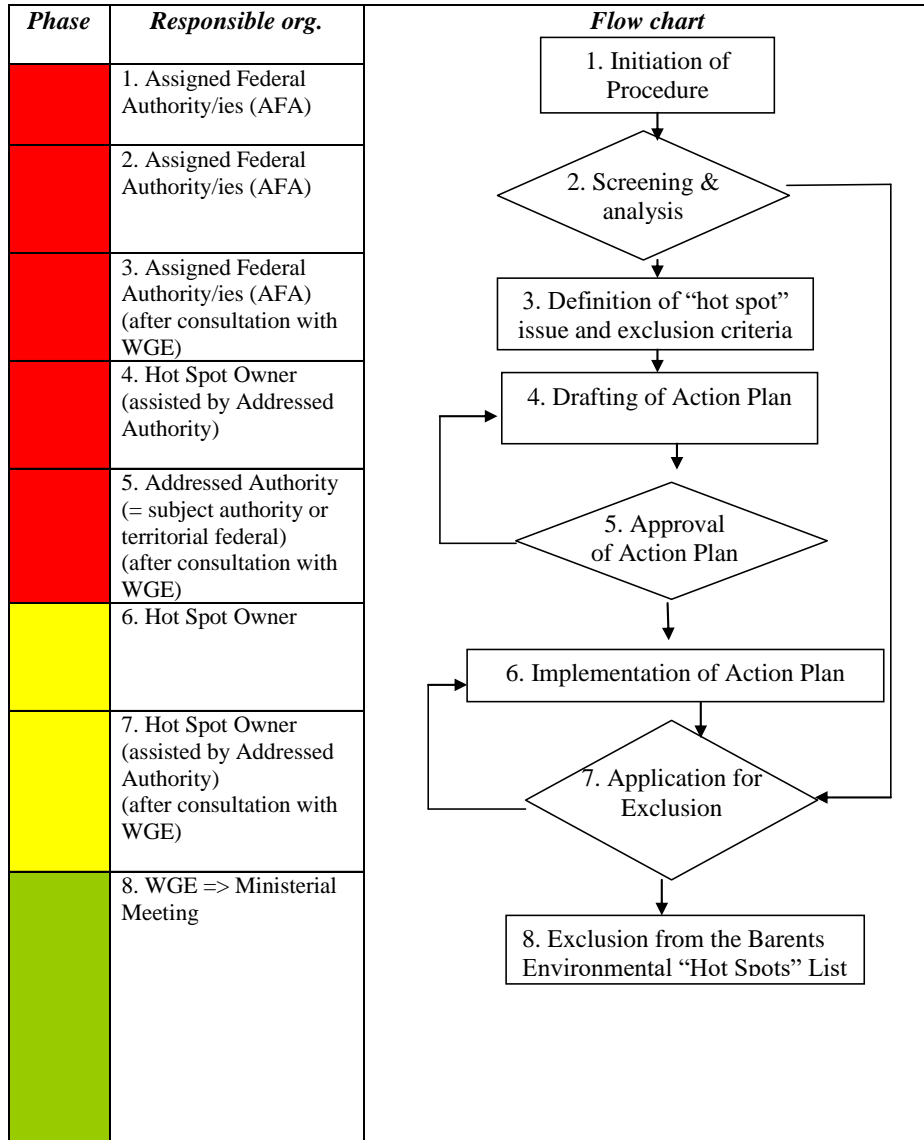 Phase
Responsible org.
Flow chart
1. Assigned Federal
Authority/ies (AFA)
2. Assigned Federal
Authority/ies (AFA)
3. Assigned Federal
Authority/ies (AFA)
(after consultation with
WGE)
4. Hot Spot Owner
(assisted by Addressed
Authority)
5. Addressed Authority
(= subject authority or
territorial federal)
(after consultation with
WGE)
6. Hot Spot Owner
7. Hot Spot Owner
(assisted by Addressed
Authority)
(after consultation with
WGE)
8. WGE => Ministerial
Meeting
1. Initiation of
Procedure
2. Screening &
analysis
3. Definition of “hot spot”
issue and exclusion criteria
4. Drafting of Action Plan
5. Approval
of Action Plan
6. Implementation of Action Plan
7. Application for
Exclusion
8. Exclusion from the Barents
Environmental “Hot Spots” List